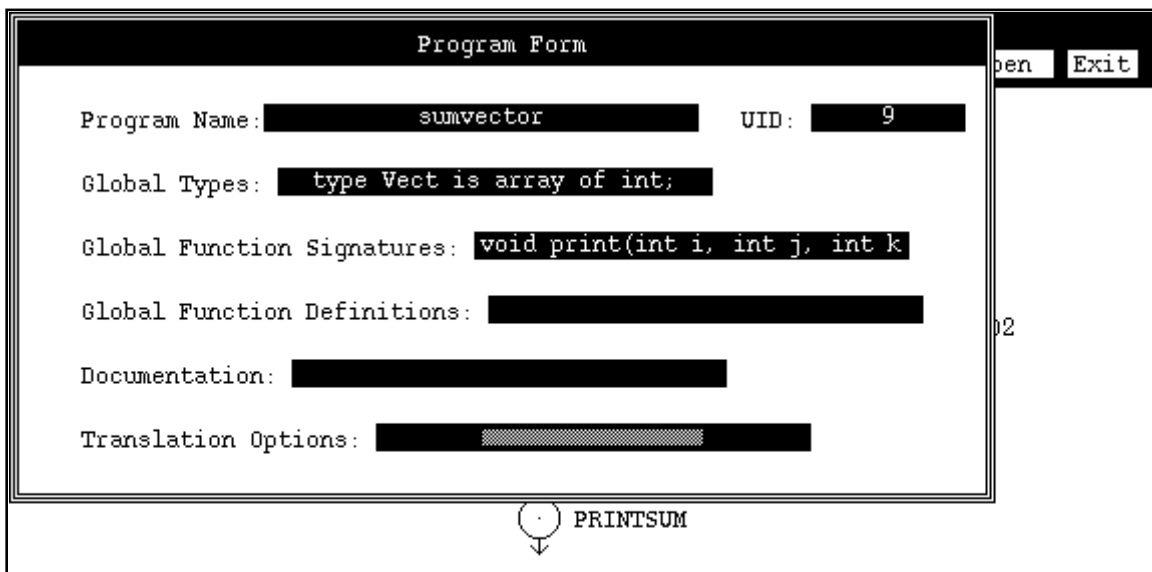 Program Form
Exit
Program Name: sumvector UID: 9
Global Types: type Vect is array of int;
Global Function Signatures: void print(int i, int j, int k
Global Function Definitions:
Documentation:
Translation Options:
PRINTSUM